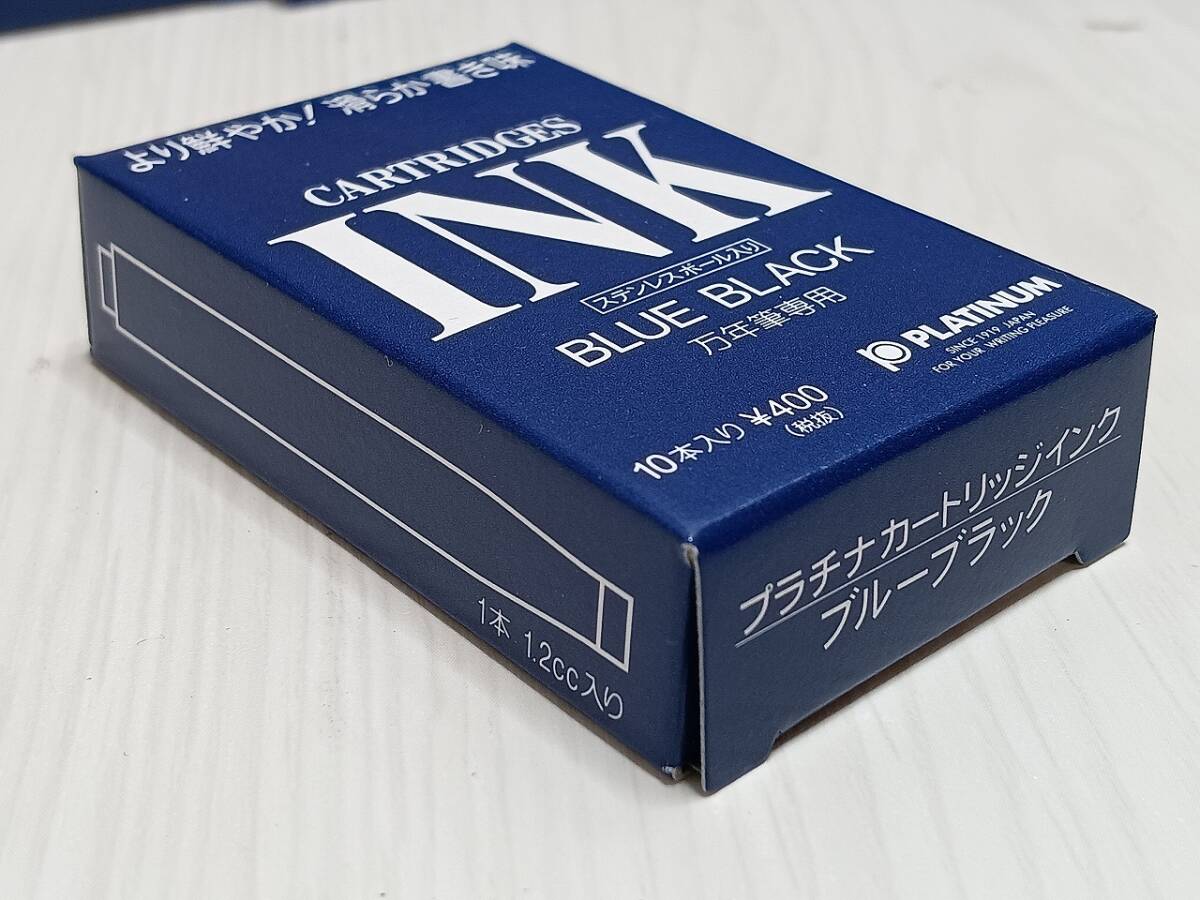 より鮮やか! 滑らか書き味
CARTRIDGES
INK
ステンレスボール入り
BLUE BLACK
万年筆専用
10本入り ¥400
(税抜)
PLATINUM
SINCE 1919 JAPAN
FOR YOUR WRITING PLEASURE
1本 1.2cc入り
プラチナカートリッジインク
ブルーブラック